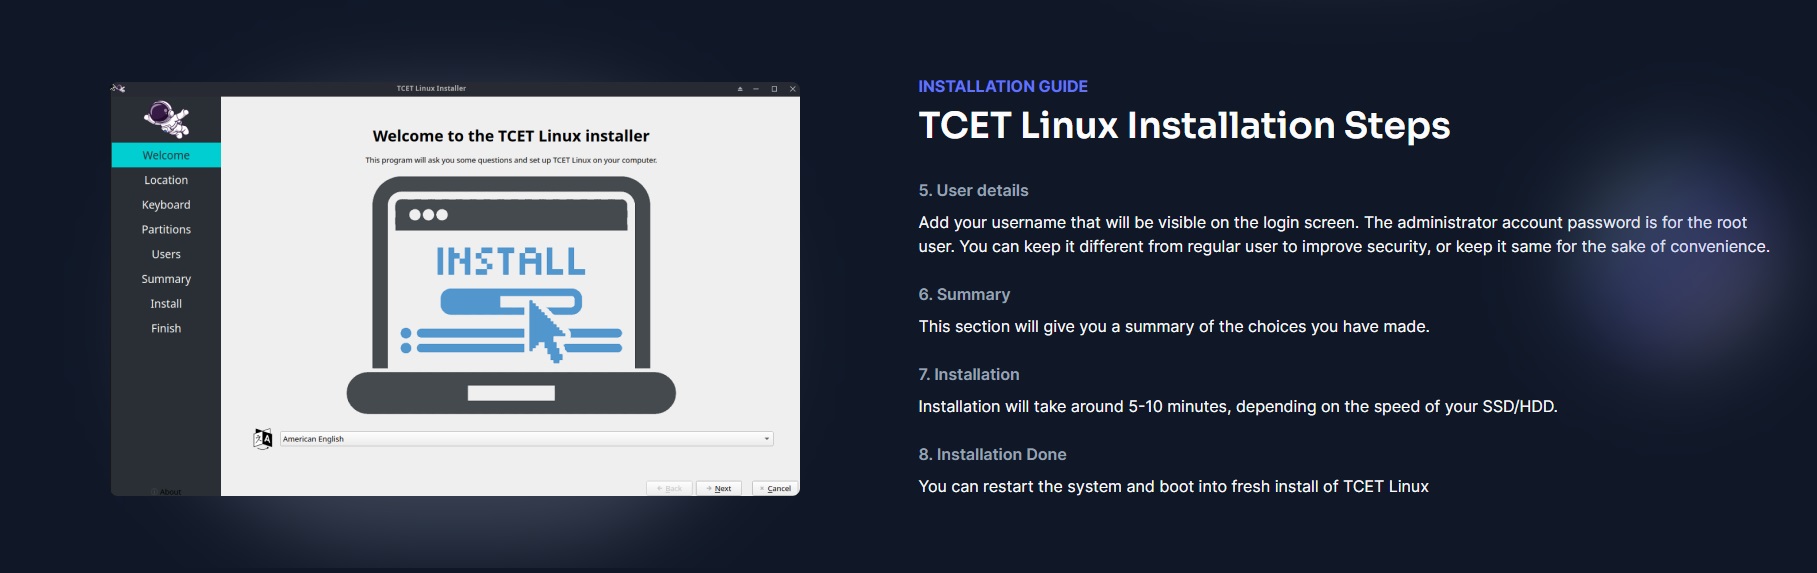 TCET Linux Installer
Welcome
Location
Keyboard
Partitions
Users
Summary
Install
Finish
About
Welcome to the TCET Linux installer
This program will ask you some questions and set up TCET Linux on your computer.
INSTALL
American English
Back
Next
Cancel
INSTALLATION GUIDE
TCET Linux Installation Steps
5. User details
Add your username that will be visible on the login screen. The administrator account password is for the root
user. You can keep it different from regular user to improve security, or keep it same for the sake of convenience.
6. Summary
This section will give you a summary of the choices you have made.
7. Installation
Installation will take around 5-10 minutes, depending on the speed of your SSD/HDD.
8. Installation Done
You can restart the system and boot into fresh install of TCET Linux